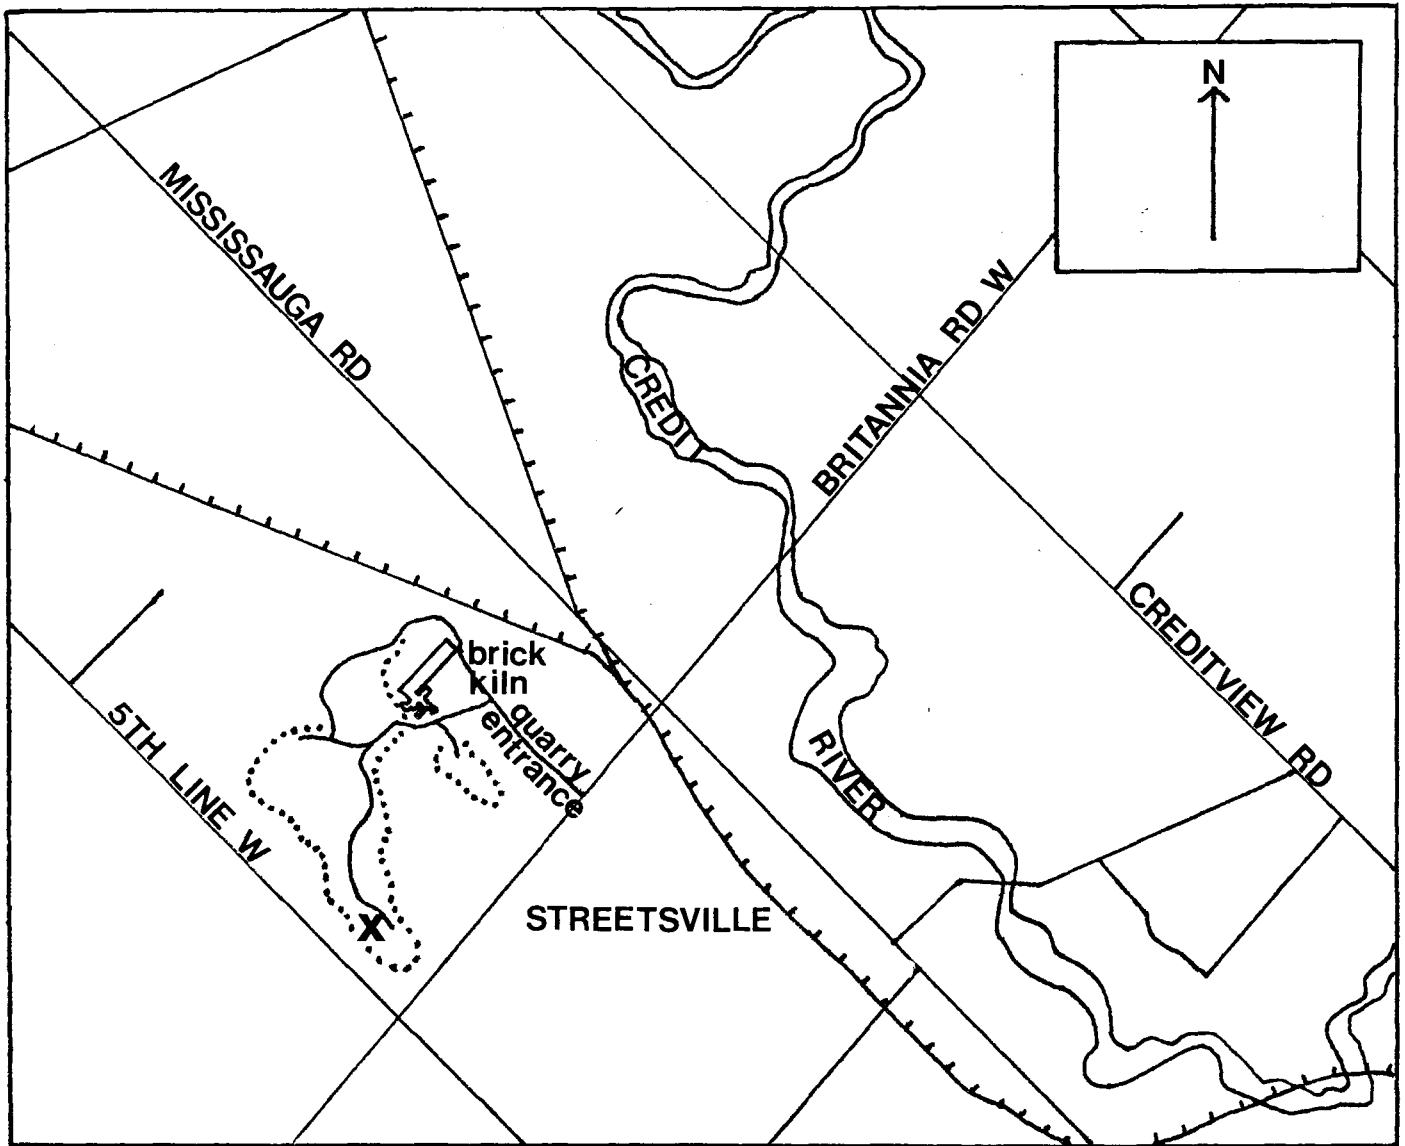 N
MISSISSAUGA RD
BRITANNIA RD W
CREDIT
RIVER
CREDITVIEW RD
brick
kiln
quarry
entrance
5TH LINE W
X
STREETSVILLE